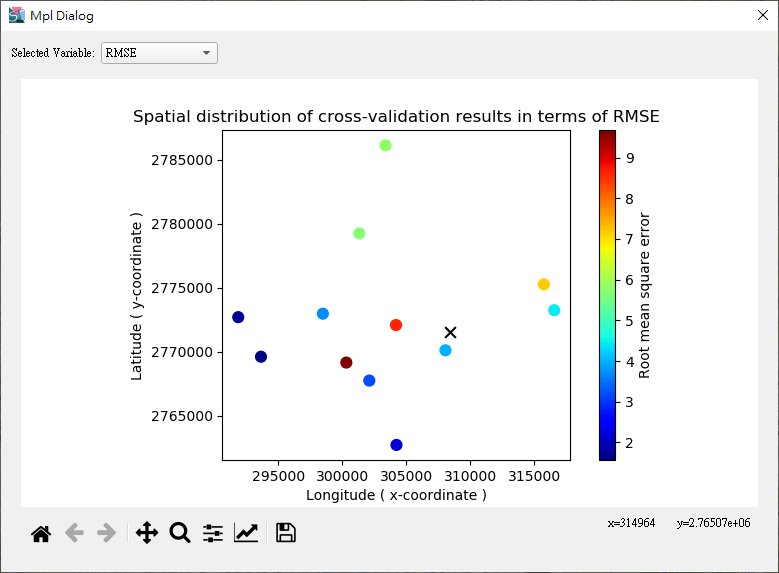 Mpl Dialog
Selected Variable: RMSE
Spatial distribution of cross-validation results in terms of RMSE
2785000
2780000
2775000
2770000
2765000
Latitude ( y-coordinate )
295000 300000 305000 310000 315000
Longitude ( x-coordinate )
9
8
7
6
5
4
3
2
Root mean square error
x=314964 y=2.76507e+06